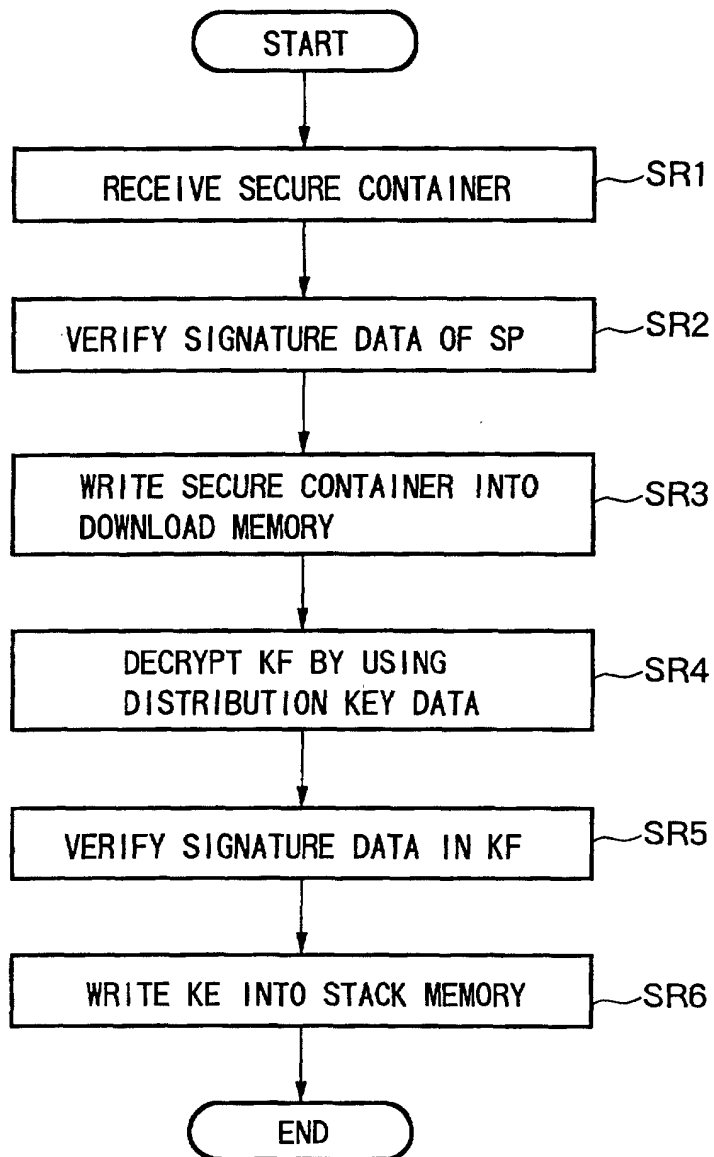 START
RECEIVE SECURE CONTAINER
SR1
VERIFY SIGNATURE DATA OF SP
SR2
WRITE SECURE CONTAINER INTO
DOWNLOAD MEMORY
SR3
DECRYPT KF BY USING
DISTRIBUTION KEY DATA
SR4
VERIFY SIGNATURE DATA IN KF
SR5
WRITE KE INTO STACK MEMORY
SR6
END